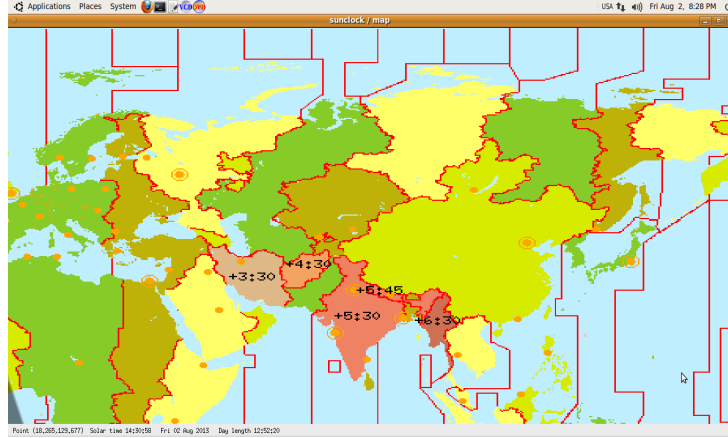 Applications Places System VCD DVD USA Fri Aug 2, 8:28 PM
sunclock / map
+4:30
+3:30
+5:45
+5:30
+6:30
Point (18,265,129,677) Solar time 14:30:58 Fri 02 Aug 2013 Day length 12:52:20